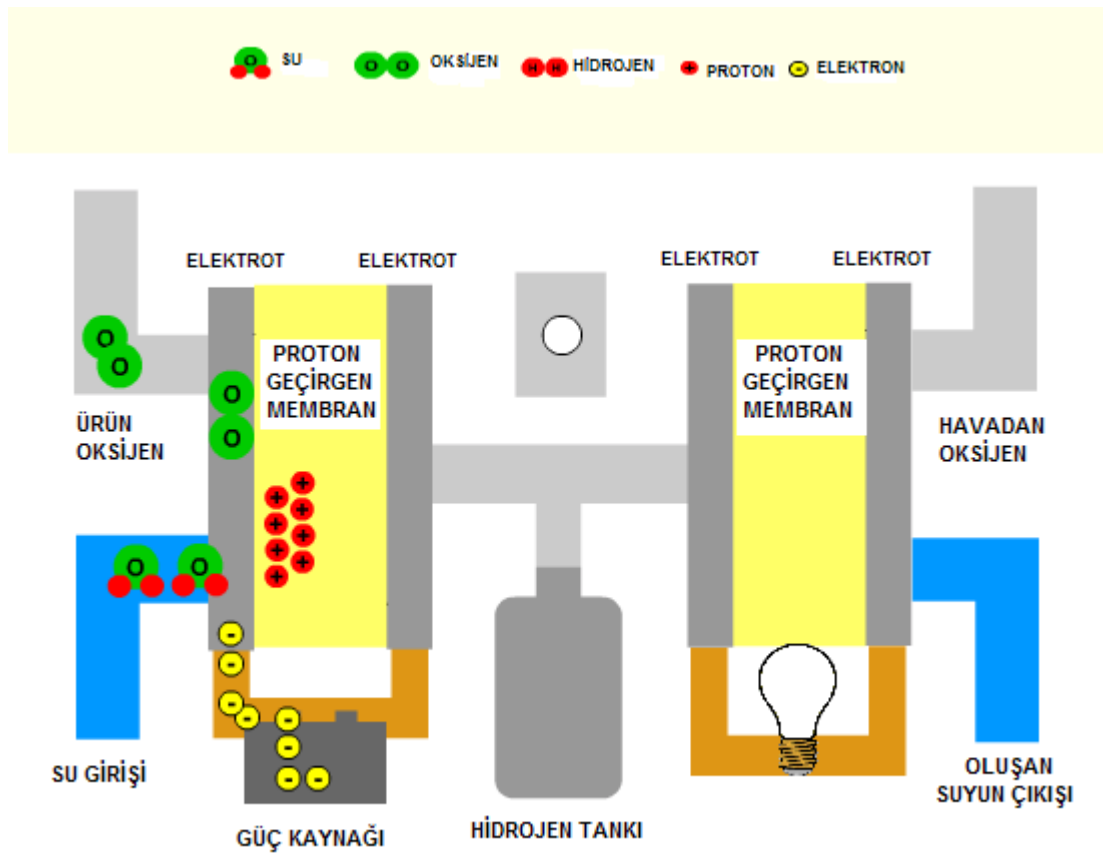 SU
OKSİJEN
HİDROJEN
PROTON
ELEKTRON
ELEKTROT
ELEKTROT
ELEKTROT
ELEKTROT
PROTON
GEÇİRGEN
MEMBRAN
PROTON
GEÇİRGEN
MEMBRAN
ÜRÜN
OKSİJEN
HAVADAN
OKSİJEN
SU GİRİŞİ
GÜÇ KAYNAĞI
HİDROJEN TANKI
OLUŞAN
SUYUN ÇIKIŞI